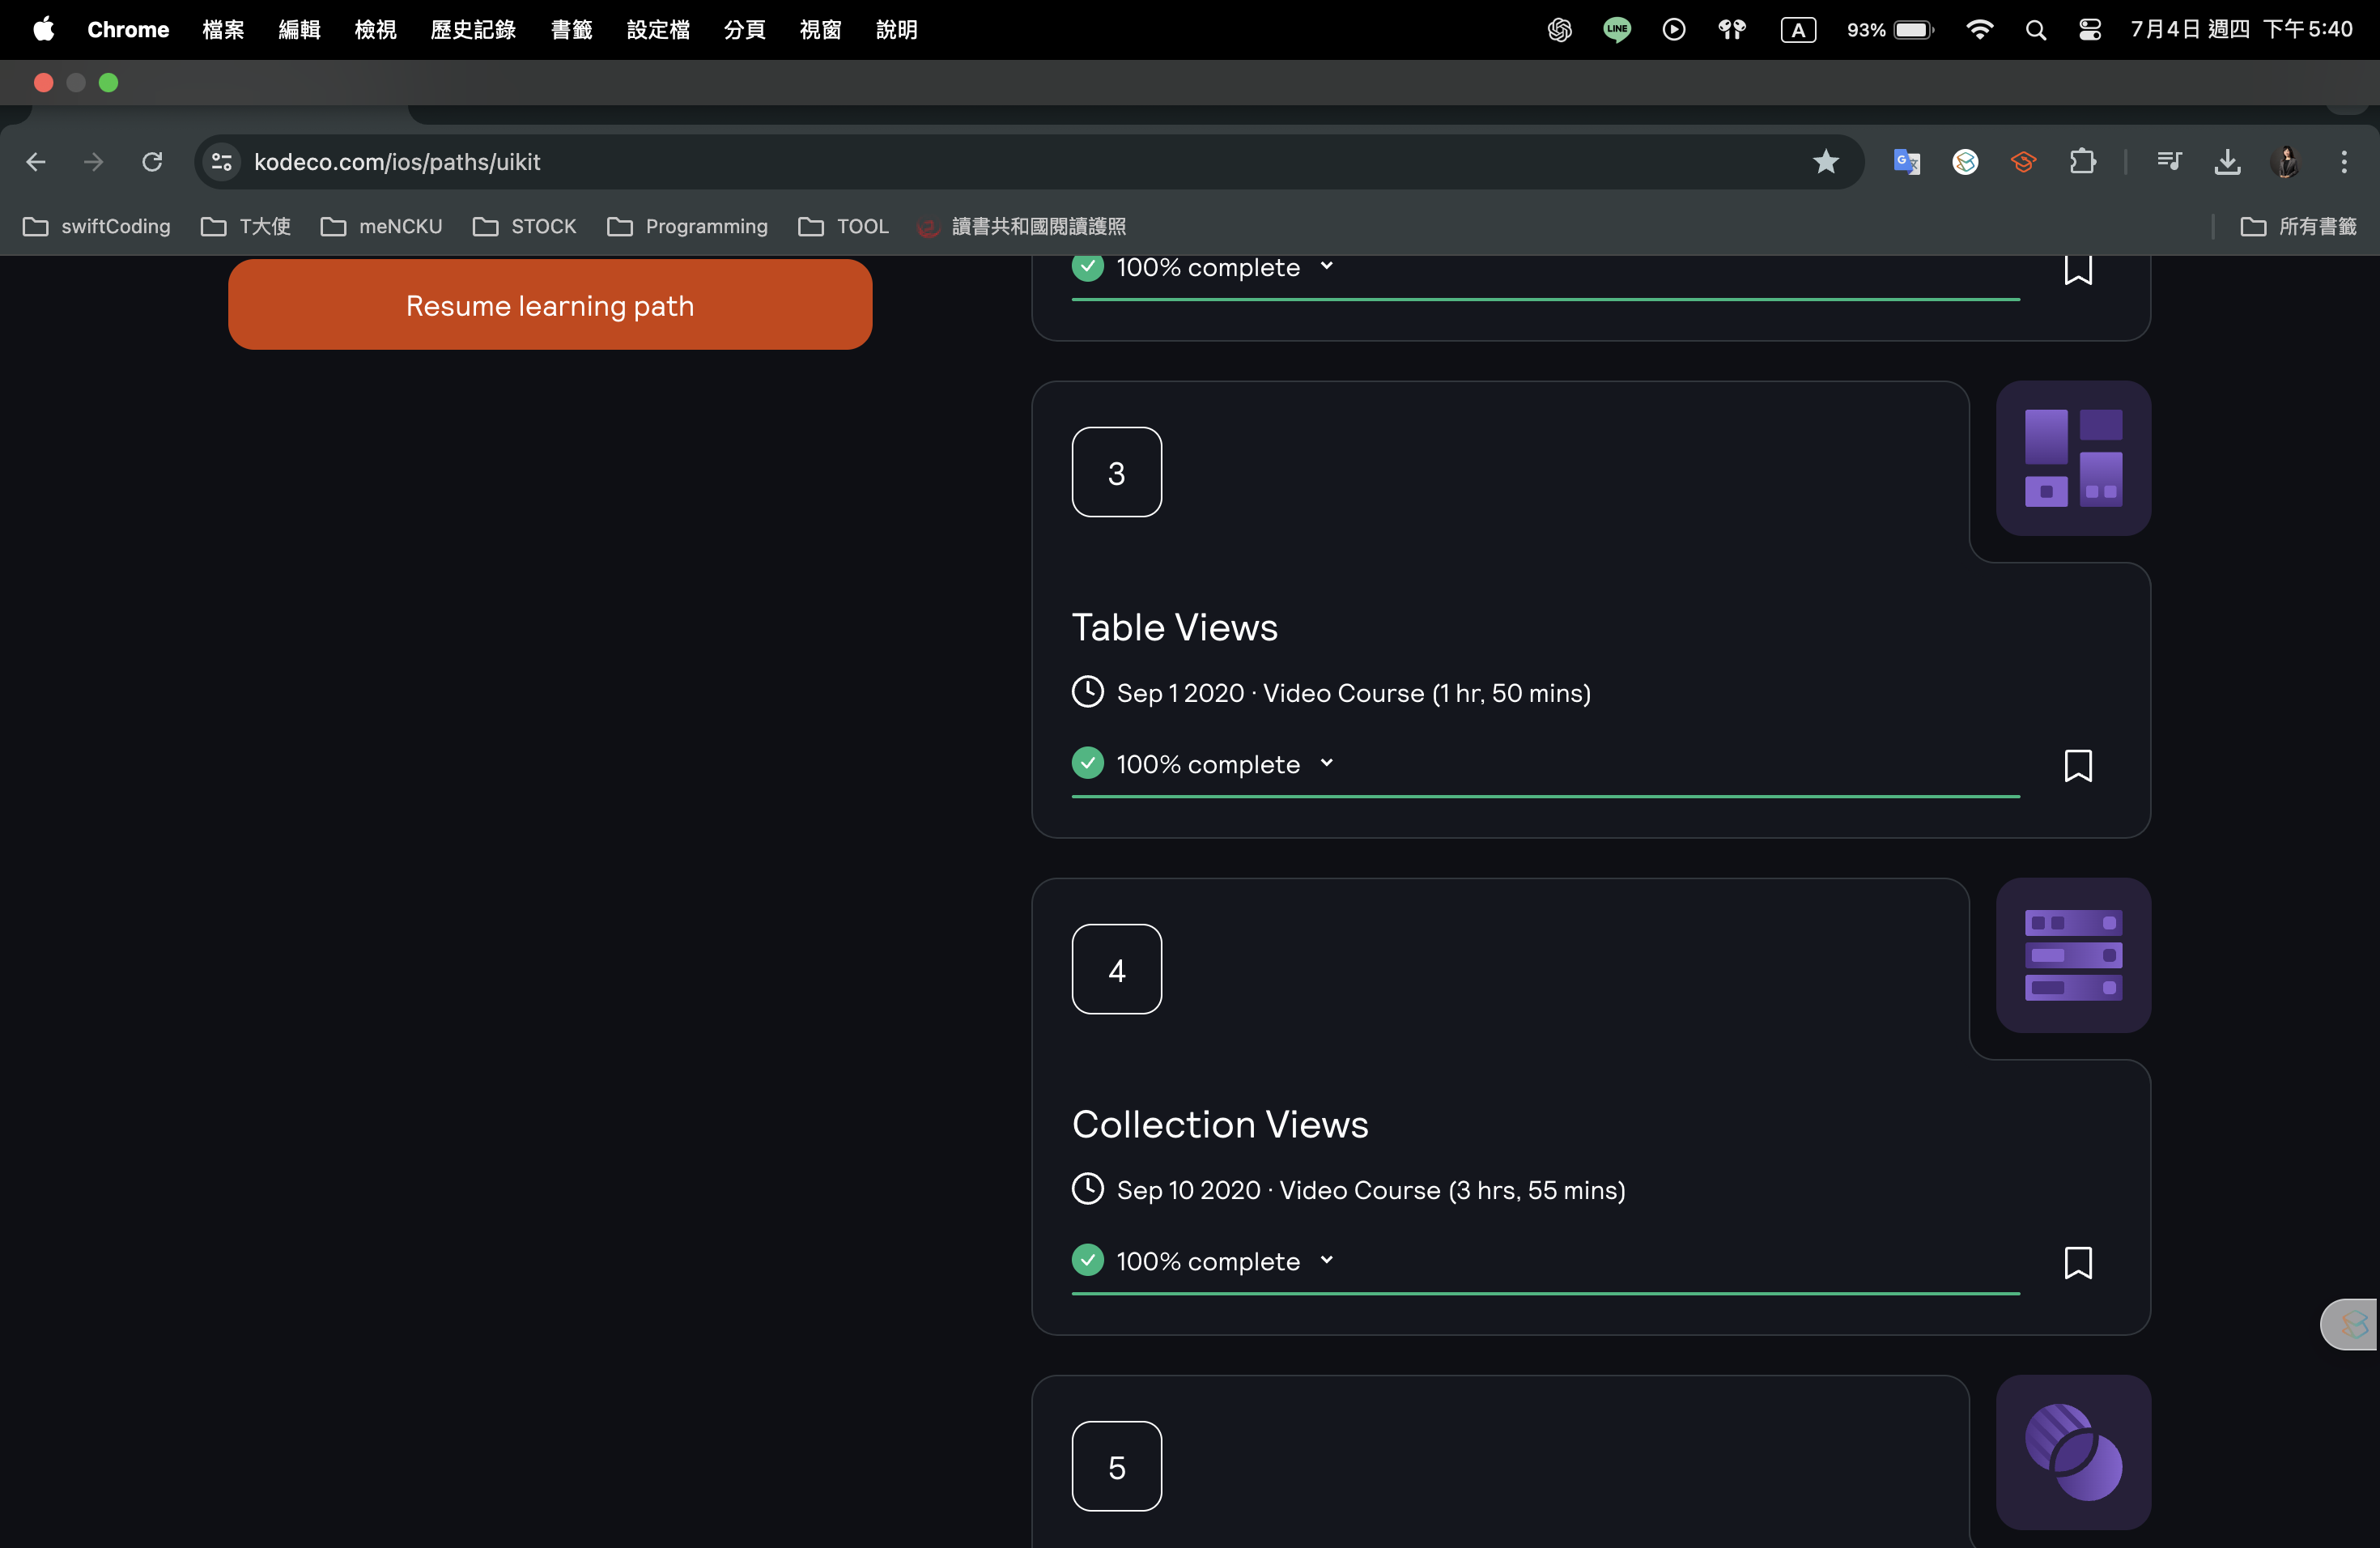 Chrome 檔案 編輯 檢視 歷史記錄 書籤 設定檔 分頁 視窗 說明 LINE A 93% 7月4日 週四 下午5:40
kodeco.com/ios/paths/uikit
swiftCoding T大使 meNCKU STOCK Programming TOOL 讀書共和國閱讀護照 所有書籤
Resume learning path
100% complete
3
Table Views
Sep 1 2020 · Video Course (1 hr, 50 mins)
100% complete
4
Collection Views
Sep 10 2020 · Video Course (3 hrs, 55 mins)
100% complete
5